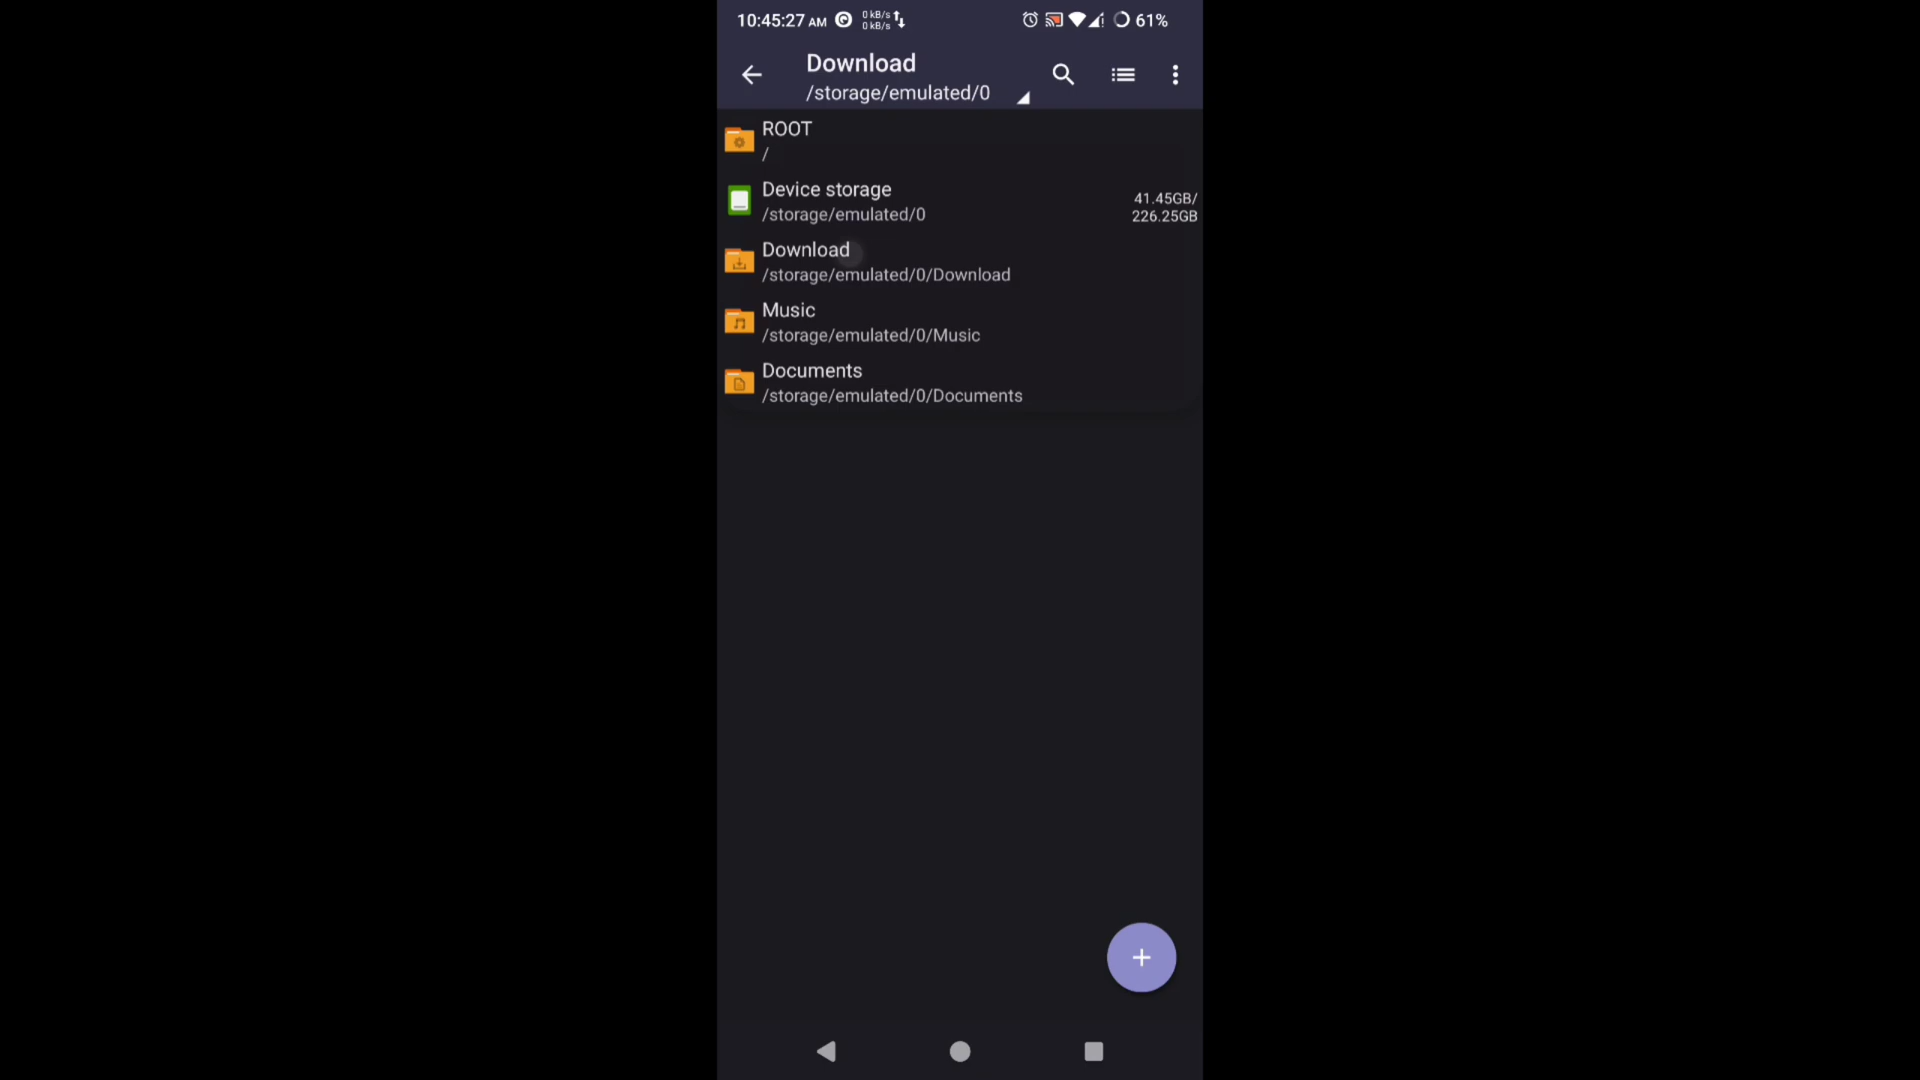 10:45:27 AM
0 kB/s
0 kB/s
61%
Download
/storage/emulated/0
ROOT
/
Device storage
/storage/emulated/0
41.45GB/
226.25GB
Download
/storage/emulated/0/Download
Music
/storage/emulated/0/Music
Documents
/storage/emulated/0/Documents